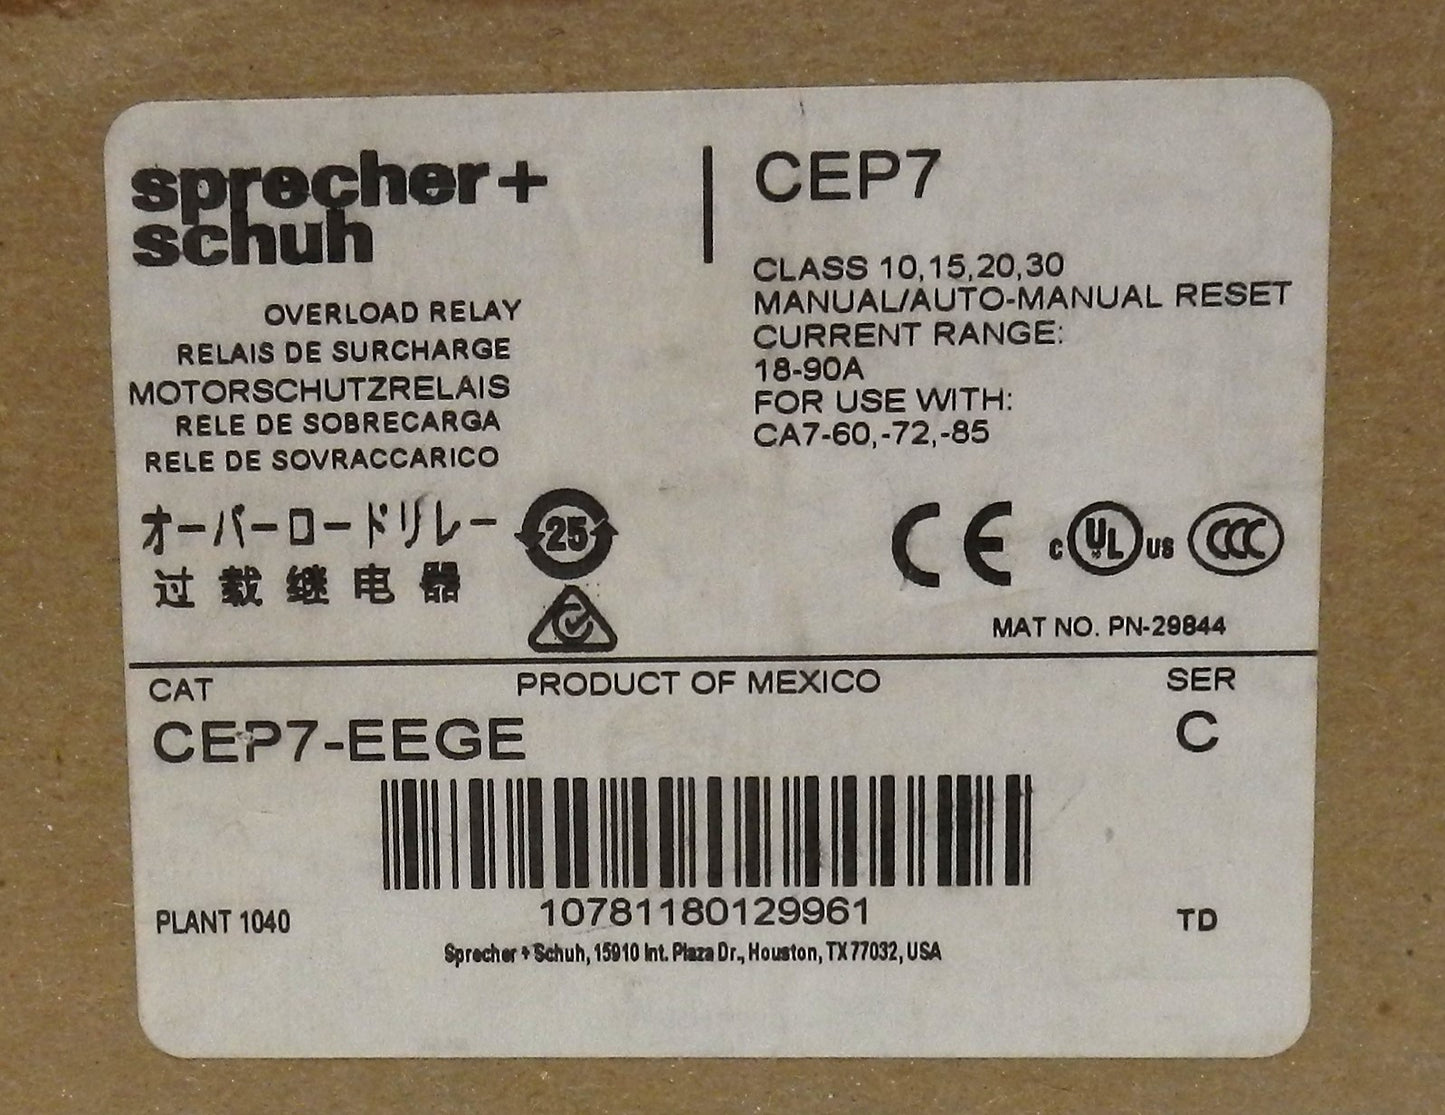 sprecher+
schuh
OVERLOAD RELAY
RELAIS DE SURCHARGE
MOTORSCHUTZRELAIS
RELE DE SOBRECARGA
RELE DE SOVRACCARICO
オーバーロードリレー
过载继电器
25
CEP7
CLASS 10,15,20,30
MANUAL/AUTO-MANUAL RESET
CURRENT RANGE:
18-90A
FOR USE WITH:
CA7-60,-72,-85
CE c UL US CCC
MAT NO. PN-29844
CAT PRODUCT OF MEXICO SER
CEP7-EEGE C
10781180129961
PLANT 1040 TD
Sprecher + Schuh, 15910 Int. Plaza Dr., Houston, TX 77032, USA